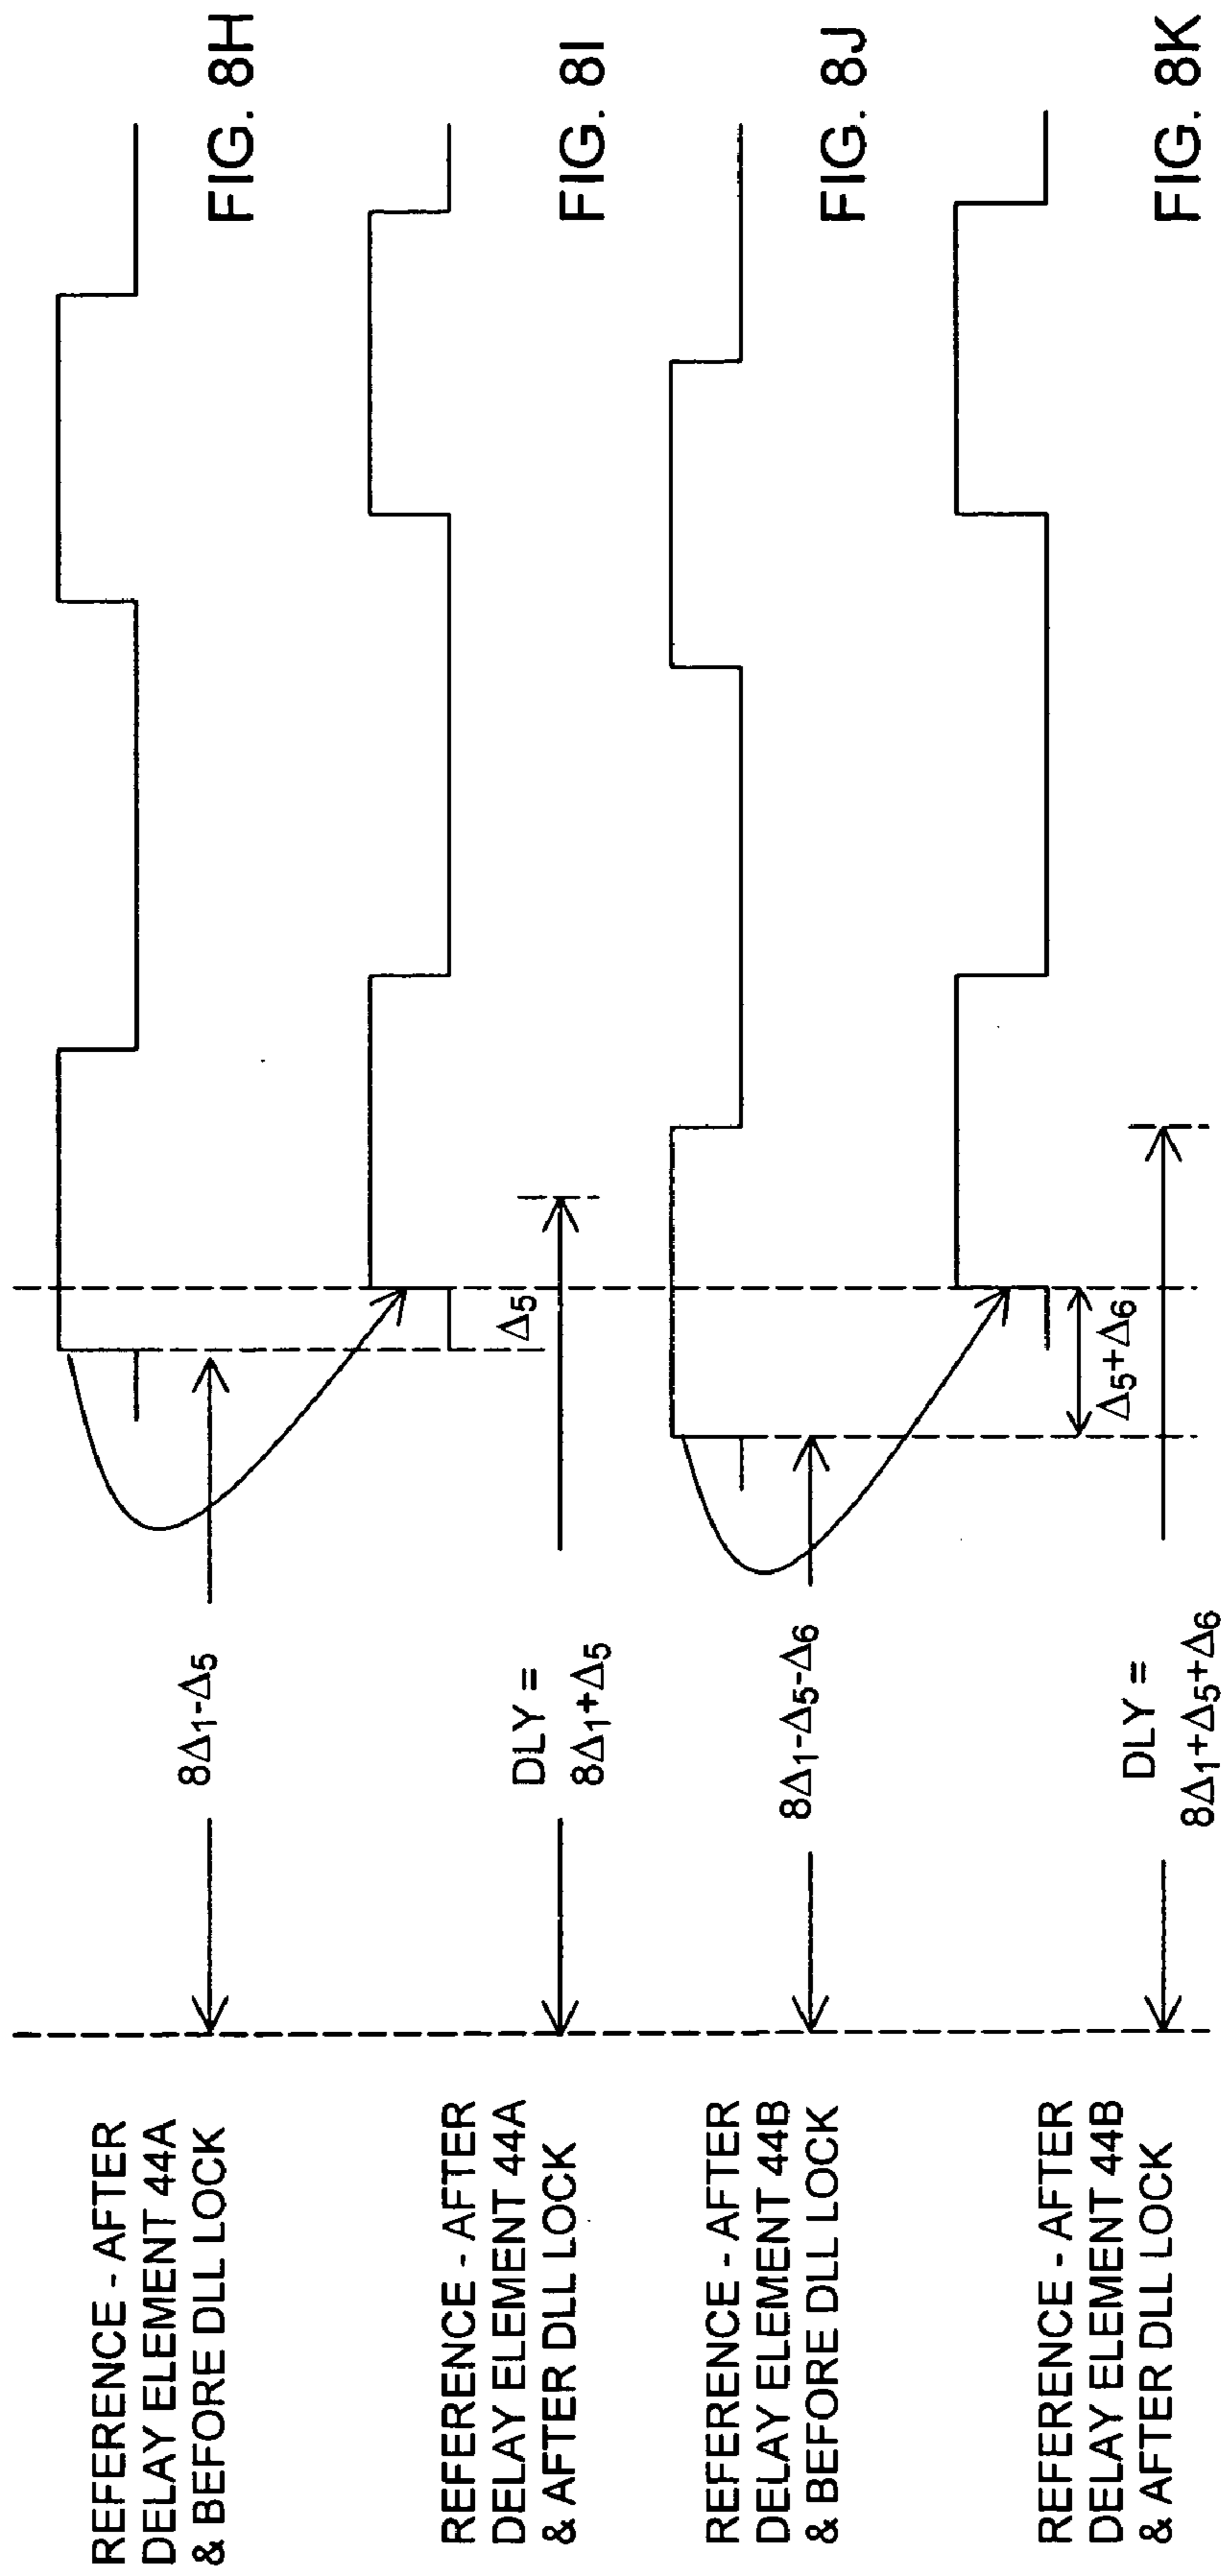 REFERENCE - AFTER
DELAY ELEMENT 44A
& BEFORE DLL LOCK
8Δ1-Δ5
FIG. 8H
REFERENCE - AFTER
DELAY ELEMENT 44A
& AFTER DLL LOCK
DLY =
8Δ1+Δ5
Δ5
FIG. 8I
REFERENCE - AFTER
DELAY ELEMENT 44B
& BEFORE DLL LOCK
8Δ1-Δ5-Δ6
FIG. 8J
REFERENCE - AFTER
DELAY ELEMENT 44B
& AFTER DLL LOCK
DLY =
8Δ1+Δ5+Δ6
Δ5+Δ6
FIG. 8K